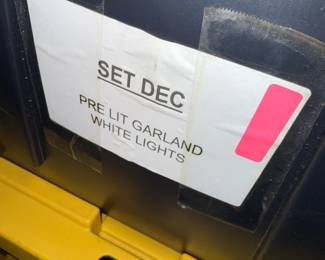 SET DEC
PRE LIT GARLAND
WHITE LIGHTS